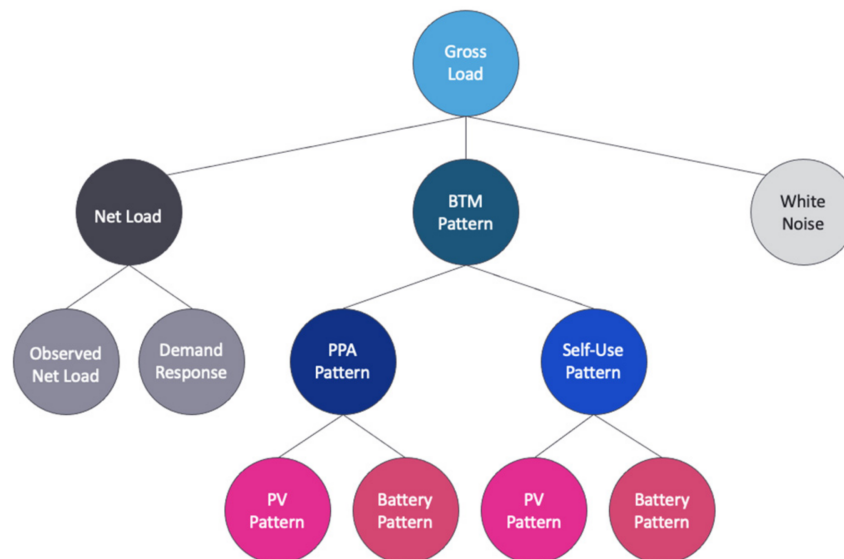 Gross
Load
Net Load
BTM
Pattern
White
Noise
Observed
Net Load
Demand
Response
PPA
Pattern
Self-Use
Pattern
PV
Pattern
Battery
Pattern
PV
Pattern
Battery
Pattern